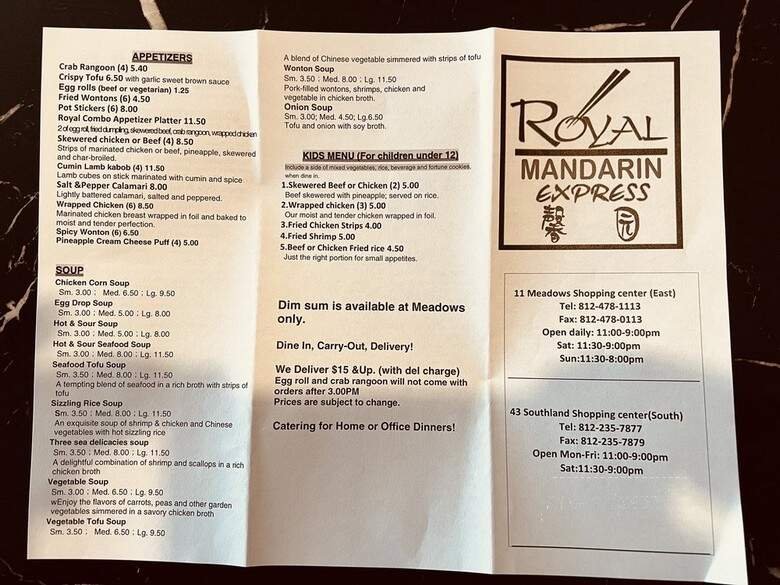 APPETIZERS
Crab Rangoon (4) 5.40
Crispy Tofu 6.50 with garlic sweet brown sauce
Egg rolls (beef or vegetarian) 1.25
Fried Wontons (6) 4.50
Pot Stickers (6) 8.00
Royal Combo Appetizer Platter 11.50
2 of egg roll, fried dumpling, skewered beef, crab rangoon, wrapped chicken
Skewered chicken or Beef (4) 8.50
Strips of marinated chicken or beef, pineapple, skewered
and char-broiled.
Cumin Lamb kabob (4) 11.50
Lamb cubes on stick marinated with cumin and spice
Salt &Pepper Calamari 8.00
Lightly battered calamari, salted and peppered.
Wrapped Chicken (6) 8.50
Marinated chicken breast wrapped in foil and baked to
moist and tender perfection.
Spicy Wonton (6) 6.50
Pineapple Cream Cheese Puff (4) 5.00
SOUP
Chicken Corn Soup
Sm. 3.00 ; Med. 6.50 ; Lg. 9.50
Egg Drop Soup
Sm. 3.00 ; Med. 5.00 ; Lg. 8.00
Hot & Sour Soup
Sm. 3.00 ; Med. 5.00 ; Lg. 8.00
Hot & Sour Seafood Soup
Sm. 3.50 ; Med. 8.00 ; Lg. 11.50
Seafood Tofu Soup
Sm. 3.50 ; Med. 8.00 ; Lg. 11.50
A tempting blend of seafood in a rich broth with strips of
tofu
Sizzling Rice Soup
Sm. 3.50 ; Med. 8.00 ; Lg. 11.50
An exquisite soup of shrimp & chicken and Chinese
vegetables with hot sizzling rice
Three sea delicacies soup
Sm. 3.50 ; Med. 8.00 ; Lg. 11.50
A delightful combination of shrimp and scallops in a rich
chicken broth
Vegetable Soup
Sm. 3.00 ; Med. 6.50 ; Lg. 9.50
wEnjoy the flavors of carrots, peas and other garden
vegetables simmered in a savory chicken broth
Vegetable Tofu Soup
Sm. 3.50 ; Med. 6.50 ; Lg. 9.50
A blend of Chinese vegetable simmered with strips of tofu
Wonton Soup
Sm. 3.50 ; Med. 8.00 ; Lg. 11.50
Pork-filled wontons, shrimps, chicken and
vegetable in chicken broth.
Onion Soup
Sm. 3.00; Med. 4.50; Lg.6.50
Tofu and onion with soy broth.
KIDS MENU (For children under 12)
Include a side of mixed vegetables, rice, beverage and fortune cookies.
when dine in.
1.Skewered Beef or Chicken (2) 5.00
Beef skewered with pineapple; served on rice.
2.Wrapped chicken (3) 5.00
Our moist and tender chicken wrapped in foil.
3.Fried Chicken Strips 4.00
4.Fried Shrimp 5.00
5.Beef or Chicken Fried rice 4.50
Just the right portion for small appetites.
Dim sum is available at Meadows
only.
Dine In, Carry-Out, Delivery!
We Deliver $15 &Up. (with del charge)
Egg roll and crab rangoon will not come with
orders after 3.00PM
Prices are subject to change.
Catering for Home or Office Dinners!
ROYAL
MANDARIN
EXPRESS
11 Meadows Shopping center (East)
Tel: 812-478-1113
Fax: 812-478-0113
Open daily: 11:00-9:00pm
Sat: 11:30-9:00pm
Sun:11:30-8:00pm
43 Southland Shopping center(South)
Tel: 812-235-7877
Fax: 812-235-7879
Open Mon-Fri: 11:00-9:00pm
Sat:11:30-9:00pm